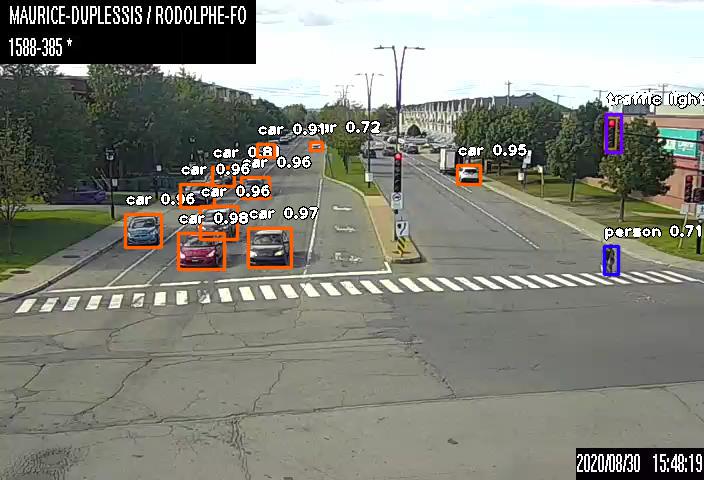 MAURICE-DUPLESSIS / RODOLPHE-FO
1588-385 *
traffic light
car 0.91
car 0.72
car 0.8
car 0.96
car 0.95
car 0.96
car 0.96
car 0.96
car 0.98
car 0.97
person 0.71
2020/08/30 15:48:19